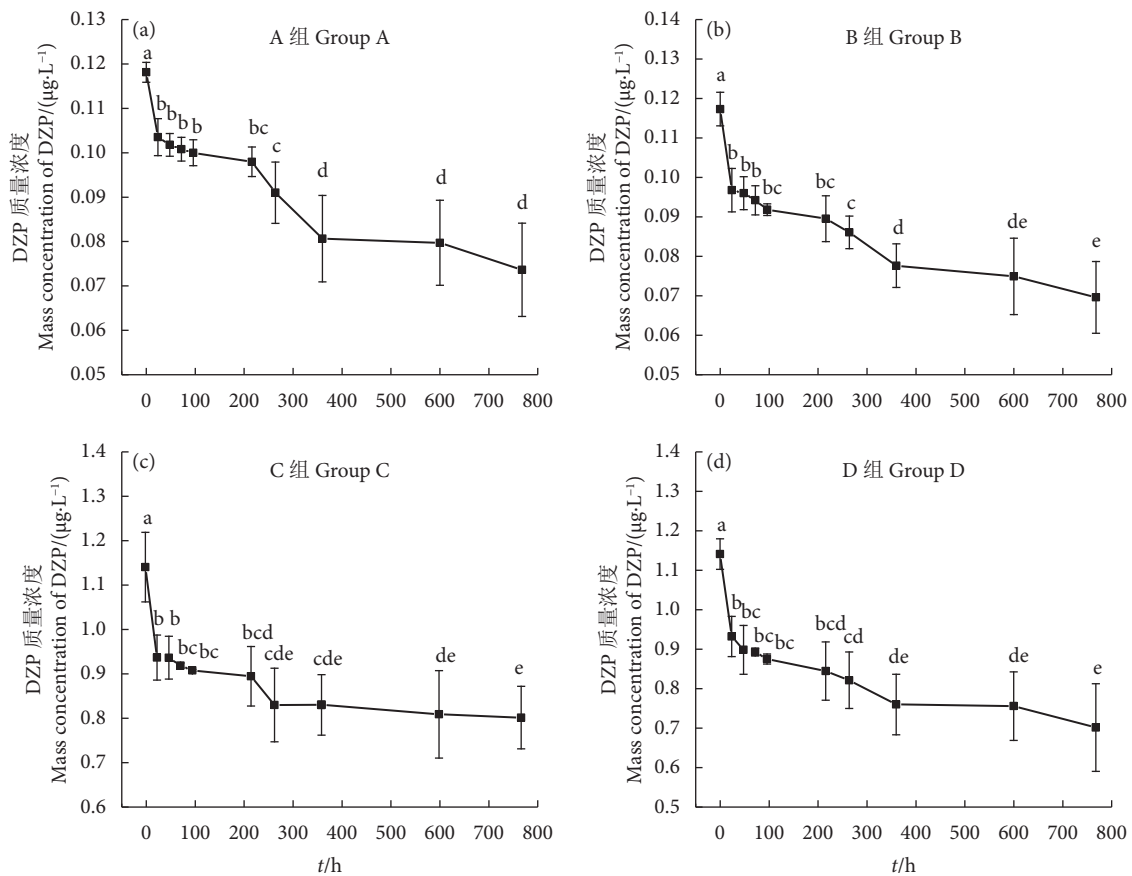 (a)
A 组 Group A
DZP 质量浓度
Mass concentration of DZP/(μg·L⁻¹)
0.13
0.12
0.11
0.10
0.09
0.08
0.07
0.06
0.05
a
b
b
b
b
bc
c
d
d
d
0 100 200 300 400 500 600 700 800
(b)
B 组 Group B
DZP 质量浓度
Mass concentration of DZP/(μg·L⁻¹)
0.14
0.13
0.12
0.11
0.10
0.09
0.08
0.07
0.06
0.05
a
b
b
b
bc
bc
c
d
de
e
0 100 200 300 400 500 600 700 800
(c)
C 组 Group C
DZP 质量浓度
Mass concentration of DZP/(μg·L⁻¹)
1.4
1.3
1.2
1.1
1.0
0.9
0.8
0.7
0.6
a
b
b
bc
bc
bcd
cde
cde
de
e
0 100 200 300 400 500 600 700 800
t/h
(d)
D 组 Group D
DZP 质量浓度
Mass concentration of DZP/(μg·L⁻¹)
1.4
1.3
1.2
1.1
1.0
0.9
0.8
0.7
0.6
0.5
a
b
bc
bc
bc
bcd
cd
de
de
e
0 100 200 300 400 500 600 700 800
t/h